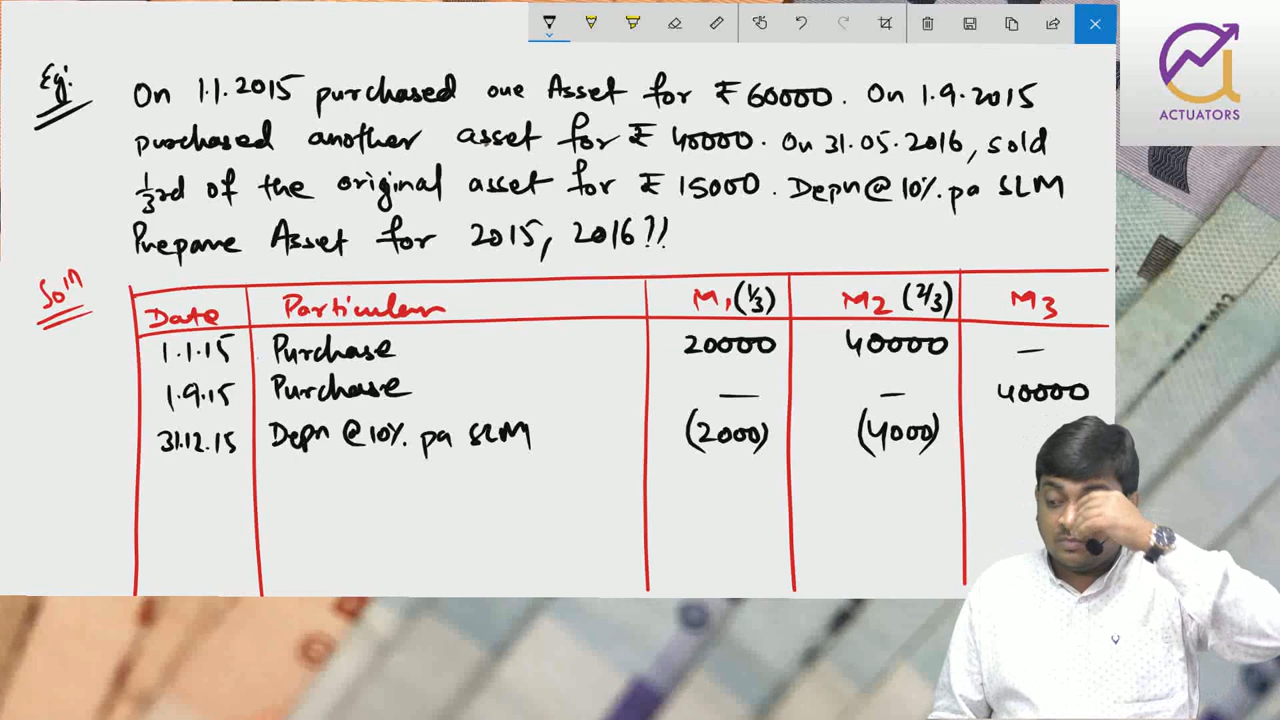 Eg:
On 1.1.2015 purchased one Asset for ₹ 60000. On 1.9.2015
purchased another asset for ₹ 40000. On 31.05.2016, sold
1/3rd of the original asset for ₹ 15000. Depn @ 10%. pa SLM
Prepare Asset for 2015, 2016??
Soln
Date Particulars M1 (1/3) M2 (2/3) M3
1.1.15 Purchase 20000 40000 —
1.9.15 Purchase — — 40000
31.12.15 Depn @ 10%. pa SLM (2000) (4000)
ACTUATORS